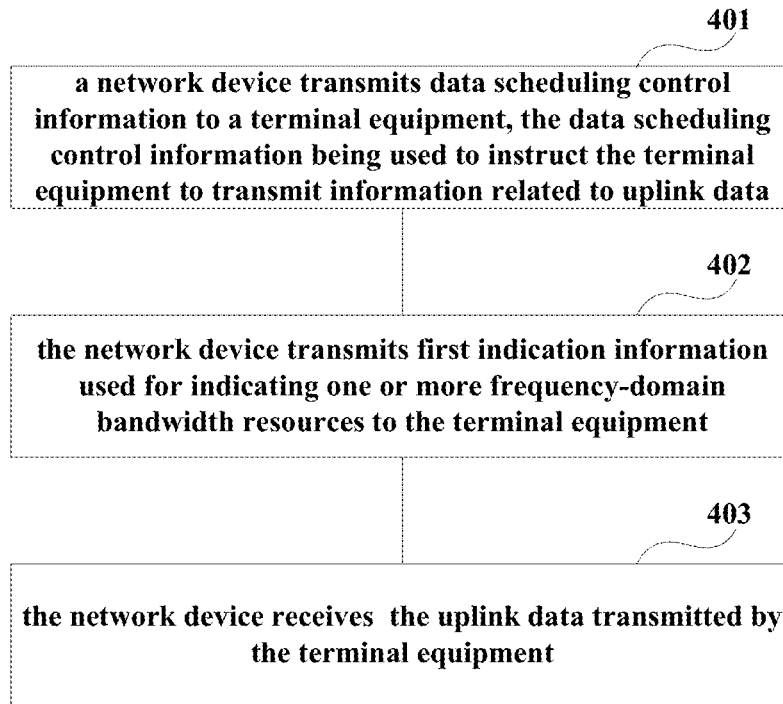 401
a network device transmits data scheduling control
information to a terminal equipment, the data scheduling
control information being used to instruct the terminal
equipment to transmit information related to uplink data
402
the network device transmits first indication information
used for indicating one or more frequency-domain
bandwidth resources to the terminal equipment
403
the network device receives the uplink data transmitted by
the terminal equipment